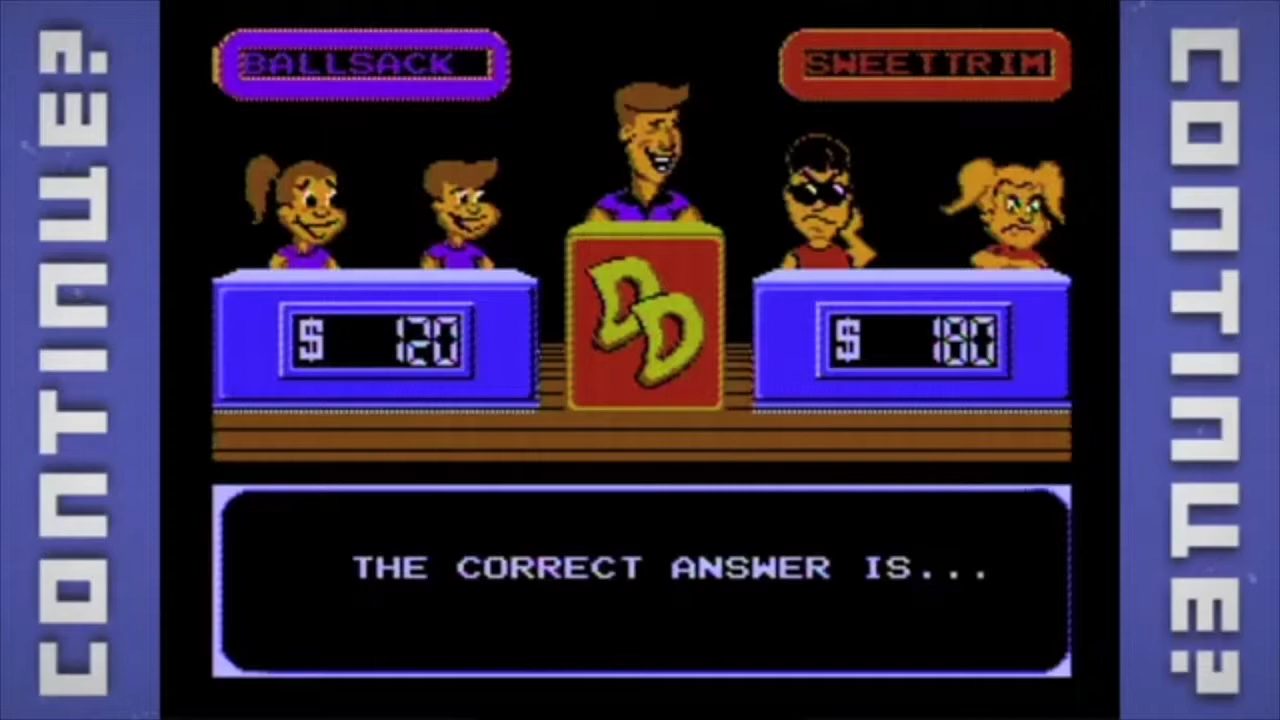 CONTINUE?
BALLSACK
SWEETTRIM
DD
$ 120
$ 180
THE CORRECT ANSWER IS...
CONTINUE?